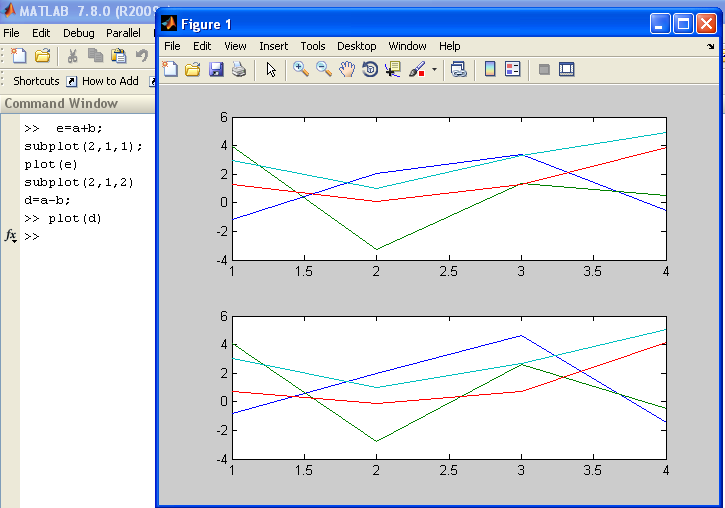 MATLAB 7.8.0 (R2009
File Edit Debug Parallel
Shortcuts How to Add
Command Window
>>  e=a+b;
subplot(2,1,1);
plot(e)
subplot(2,1,2)
d=a-b;
>> plot(d)
fx >>
Figure 1
File Edit View Insert Tools Desktop Window Help
6
4
2
0
-2
-4
1 1.5 2 2.5 3 3.5 4
6
4
2
0
-2
-4
1 1.5 2 2.5 3 3.5 4